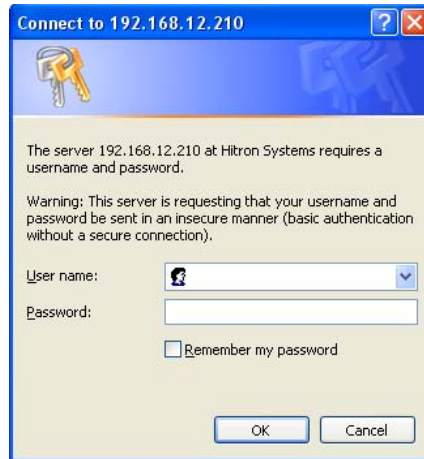 Connect to 192.168.12.210
?
X
The server 192.168.12.210 at Hitron Systems requires a
username and password.
Warning: This server is requesting that your username and
password be sent in an insecure manner (basic authentication
without a secure connection).
User name:
Password:
Remember my password
OK
Cancel